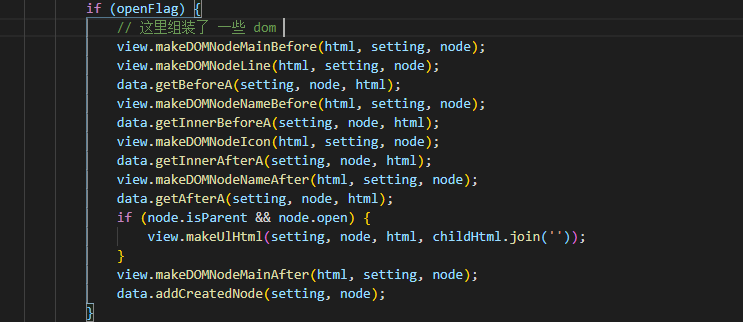 if (openFlag) {
// 这里组装了 一些 dom
view.makeDOMNodeMainBefore(html, setting, node);
view.makeDOMNodeLine(html, setting, node);
data.getBeforeA(setting, node, html);
view.makeDOMNodeNameBefore(html, setting, node);
data.getInnerBeforeA(setting, node, html);
view.makeDOMNodeIcon(html, setting, node);
data.getInnerAfterA(setting, node, html);
view.makeDOMNodeNameAfter(html, setting, node);
data.getAfterA(setting, node, html);
if (node.isParent && node.open) {
view.makeUlHtml(setting, node, html, childHtml.join(''));
}
view.makeDOMNodeMainAfter(html, setting, node);
data.addCreatedNode(setting, node);
}